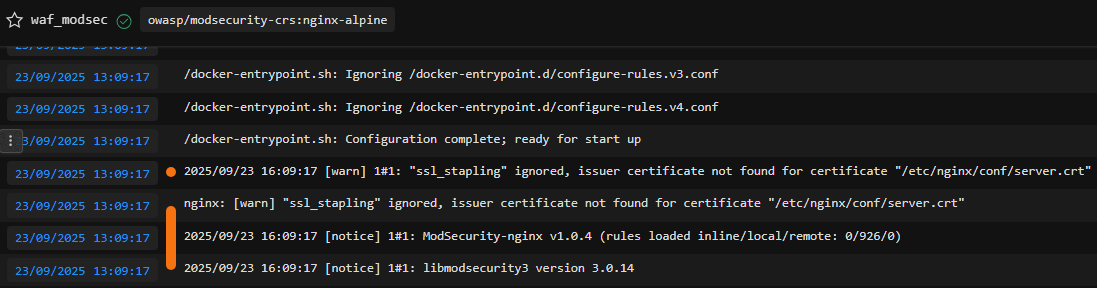 waf_modsec owasp/modsecurity-crs:nginx-alpine
23/09/2025 13:09:17
23/09/2025 13:09:17 /docker-entrypoint.sh: Ignoring /docker-entrypoint.d/configure-rules.v3.conf
23/09/2025 13:09:17 /docker-entrypoint.sh: Ignoring /docker-entrypoint.d/configure-rules.v4.conf
23/09/2025 13:09:17 /docker-entrypoint.sh: Configuration complete; ready for start up
23/09/2025 13:09:17 2025/09/23 16:09:17 [warn] 1#1: "ssl_stapling" ignored, issuer certificate not found for certificate "/etc/nginx/conf/server.crt"
23/09/2025 13:09:17 nginx: [warn] "ssl_stapling" ignored, issuer certificate not found for certificate "/etc/nginx/conf/server.crt"
23/09/2025 13:09:17 2025/09/23 16:09:17 [notice] 1#1: ModSecurity-nginx v1.0.4 (rules loaded inline/local/remote: 0/926/0)
23/09/2025 13:09:17 2025/09/23 16:09:17 [notice] 1#1: libmodsecurity3 version 3.0.14